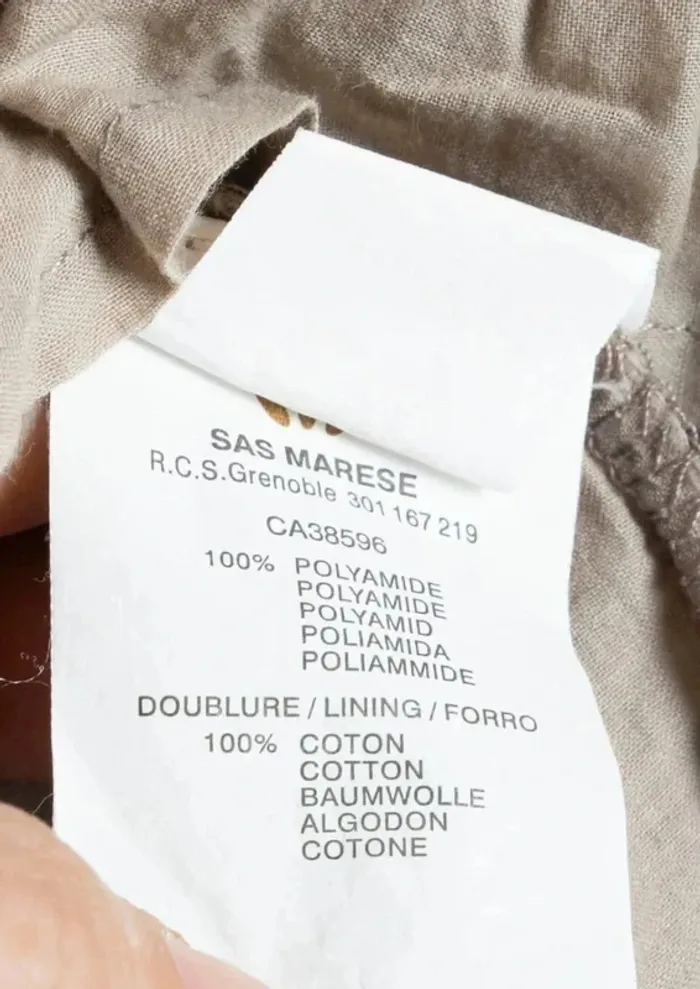 SAS MARESE
R.C.S.Grenoble 301 167 219
CA38596
100% POLYAMIDE
POLYAMIDE
POLYAMID
POLIAMIDA
POLIAMMIDE
DOUBLURE / LINING / FORRO
100% COTON
COTTON
BAUMWOLLE
ALGODON
COTONE